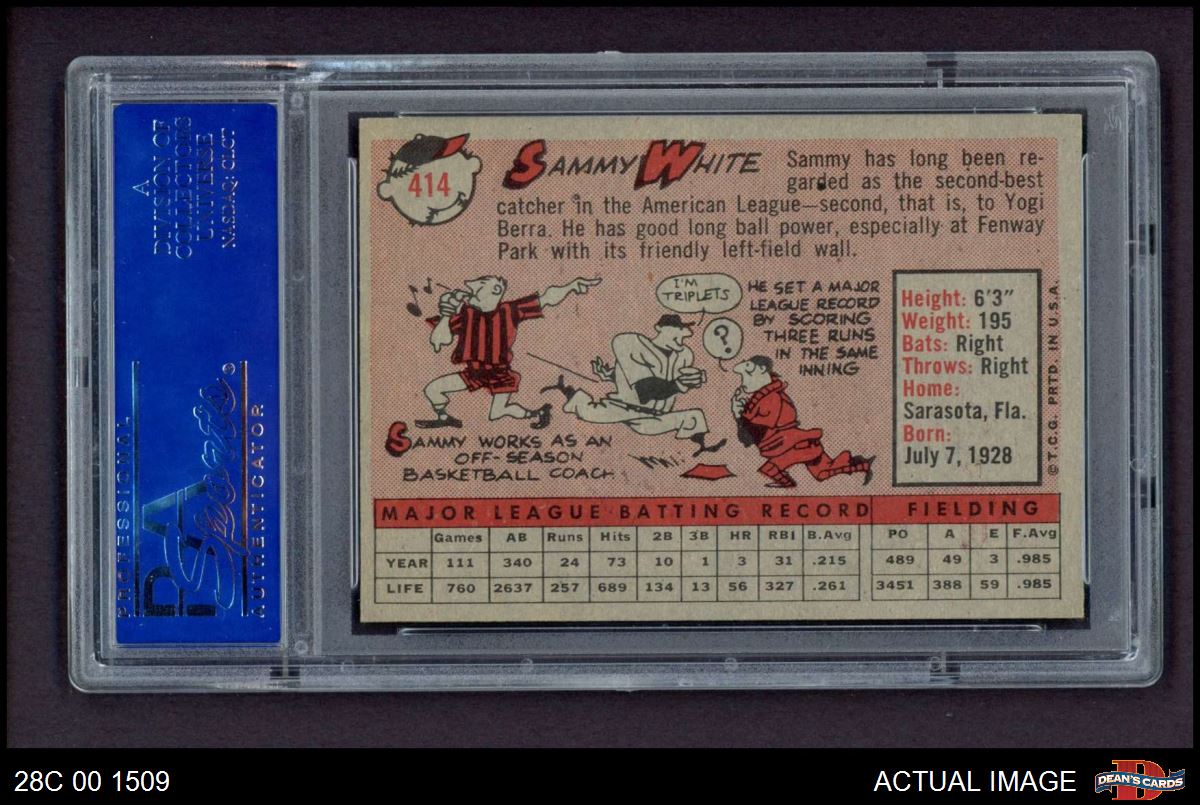 A
DIVISION OF
COLLECTORS
UNIVERSE
NASDAQ: CLCT
PROFESSIONAL
PSA
Sports
®
AUTHENTICATOR
414
SAMMY WHITE
Sammy has long been re-
garded as the second-best
catcher in the American League—second, that is, to Yogi
Berra. He has good long ball power, especially at Fenway
Park with its friendly left-field wall.
I'M
TRIPLETS
?
HE SET A MAJOR
LEAGUE RECORD
BY SCORING
THREE RUNS
IN THE SAME
INNING
SAMMY WORKS AS AN
OFF-SEASON
BASKETBALL COACH
Height: 6'3"
Weight: 195
Bats: Right
Throws: Right
Home:
Sarasota, Fla.
Born:
July 7, 1928
© T.C.G. PRTD. IN U.S.A.
MAJOR LEAGUE BATTING RECORD FIELDING
Games AB Runs Hits 2B 3B HR RBI B.Avg PO A E F.Avg
YEAR 111 340 24 73 10 1 3 31 .215 489 49 3 .985
LIFE 760 2637 257 689 134 13 56 327 .261 3451 388 59 .985
28C 00 1509
ACTUAL IMAGE
D
DEAN'S CARDS